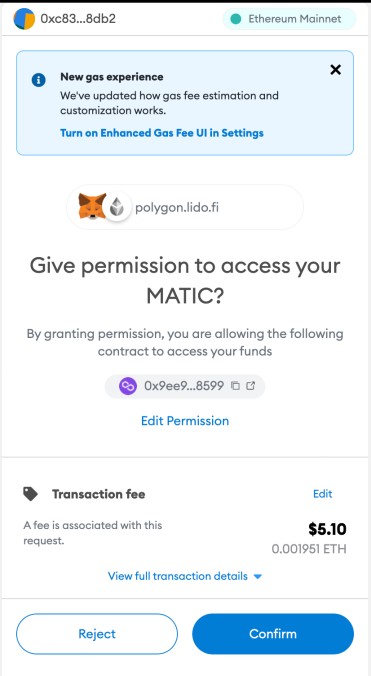 0xc83...8db2
Ethereum Mainnet
New gas experience
We've updated how gas fee estimation and
customization works.
Turn on Enhanced Gas Fee UI in Settings
polygon.lido.fi
Give permission to access your
MATIC?
By granting permission, you are allowing the following
contract to access your funds
0x9ee9...8599
Edit Permission
Transaction fee
Edit
A fee is associated with this
request.
$5.10
0.001951 ETH
View full transaction details
Reject
Confirm